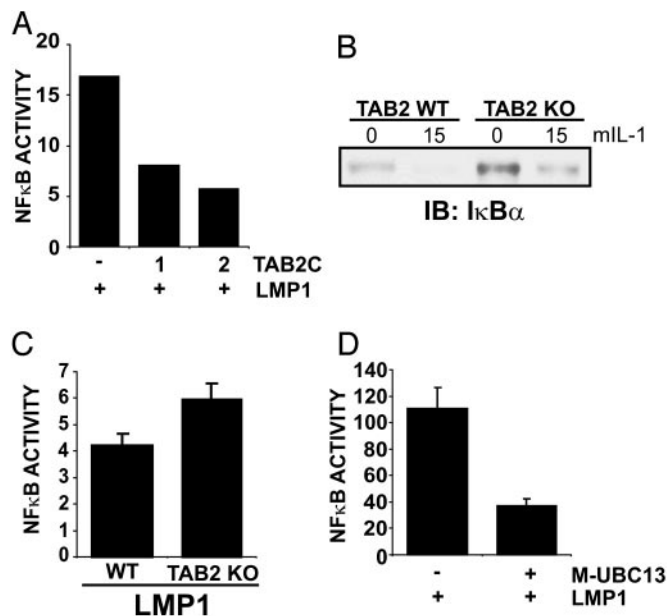 A
NFκB ACTIVITY
20
15
10
5
0
- 1 2 TAB2C
+ + + LMP1
B
TAB2 WT TAB2 KO
0 15 0 15 mIL-1
IB: IκBα
C
NFκB ACTIVITY
7
6
5
4
3
2
1
0
WT TAB2 KO
LMP1
D
NFκB ACTIVITY
140
120
100
80
60
40
20
0
- + M-UBC13
+ + LMP1